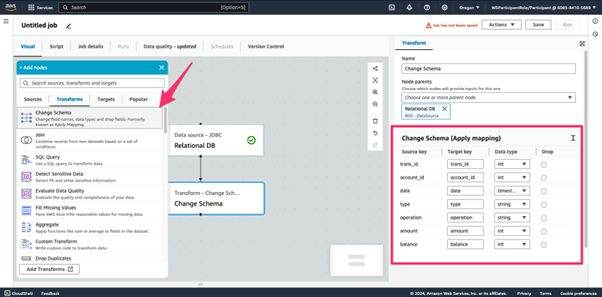 aws
Services
Search
[Option+S]
Oregon
WSParticipantRole/Participant @ 6085-8410-5689
Untitled job
Job has not been saved
Actions
Save
Run
Visual
Script
Job details
Runs
Data quality - updated
Schedules
Version Control
+ Add nodes
Search sources, transforms and targets
Sources
Transforms
Targets
Popular
Change Schema
Change field names, data types and drop fields. Formerly known as Apply Mapping.
Join
Combine records from two datasets based on a set of conditions.
SQL Query
Use a SQL query to transform data.
Detect Sensitive Data
Detect PII and other sensitive information.
Evaluate Data Quality
Evaluate the quality and completeness of your data.
Fill Missing Values
Have AWS Glue infer reasonable values for missing data.
Aggregate
Apply functions like sum or average to fields in the dataset.
Custom Transform
Write custom code to transform data.
Drop Duplicates
Add Transforms
Data source - JDBC
Relational DB
Transform - Change Sch...
Change Schema
Transform
Name
Change Schema
Node parents
Choose which nodes will provide inputs for this one.
Choose one or more parent node
Relational DB
RDS - DataSource
Change Schema (Apply mapping)
Source key Target key Data type Drop
trans_id trans_id int
account_id account_id int
date date timest...
type type string
operation operation string
amount amount int
balance balance int
CloudShell
Feedback
© 2024, Amazon Web Services, Inc. or its affiliates.
Privacy
Terms
Cookie preferences